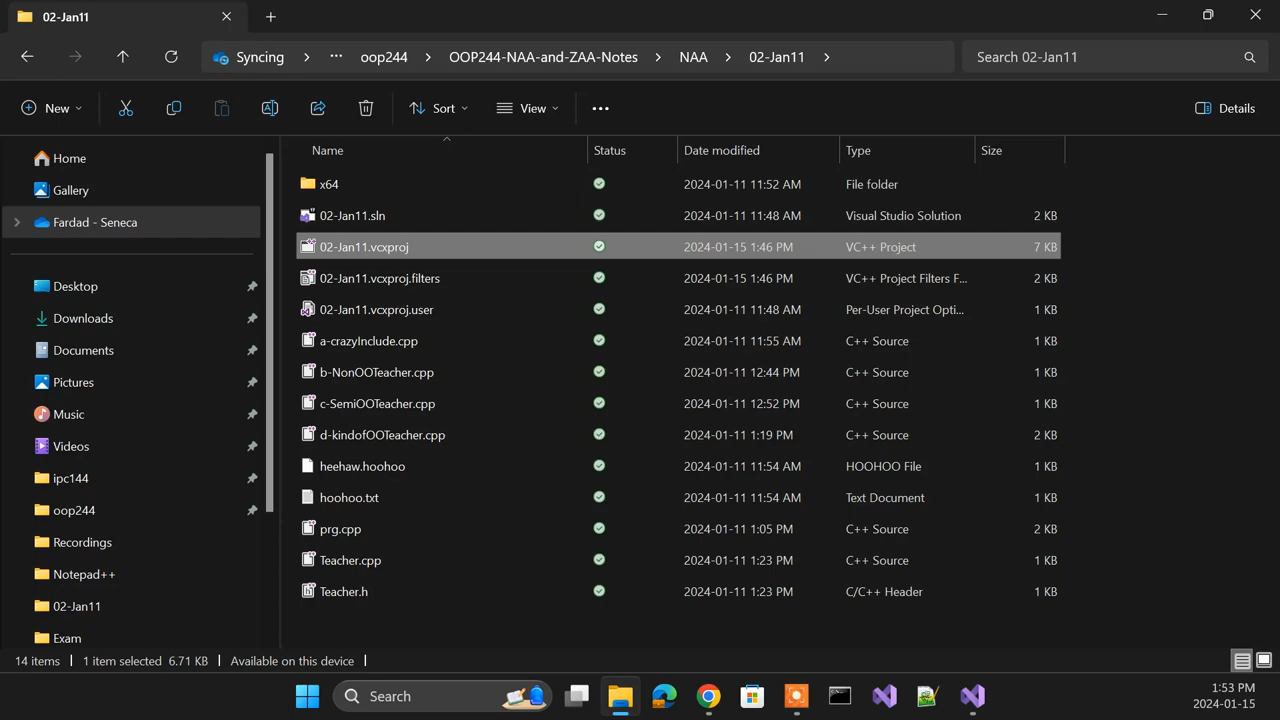 02-Jan11
Syncing > ... oop244 > OOP244-NAA-and-ZAA-Notes > NAA > 02-Jan11 >
Search 02-Jan11
New
Sort
View
Details
Name Status Date modified Type Size
x64 2024-01-11 11:52 AM File folder
02-Jan11.sln 2024-01-11 11:48 AM Visual Studio Solution 2 KB
02-Jan11.vcxproj 2024-01-15 1:46 PM VC++ Project 7 KB
02-Jan11.vcxproj.filters 2024-01-15 1:46 PM VC++ Project Filters F... 2 KB
02-Jan11.vcxproj.user 2024-01-11 11:48 AM Per-User Project Opti... 1 KB
a-crazyInclude.cpp 2024-01-11 11:55 AM C++ Source 1 KB
b-NonOOTeacher.cpp 2024-01-11 12:44 PM C++ Source 1 KB
c-SemiOOTeacher.cpp 2024-01-11 12:52 PM C++ Source 1 KB
d-kindofOOTeacher.cpp 2024-01-11 1:19 PM C++ Source 2 KB
heehaw.hoohoo 2024-01-11 11:54 AM HOOHOO File 1 KB
hoohoo.txt 2024-01-11 11:54 AM Text Document 1 KB
prg.cpp 2024-01-11 1:05 PM C++ Source 2 KB
Teacher.cpp 2024-01-11 1:23 PM C++ Source 1 KB
Teacher.h 2024-01-11 1:23 PM C/C++ Header 1 KB
Home
Gallery
Fardad - Seneca
Desktop
Downloads
Documents
Pictures
Music
Videos
ipc144
oop244
Recordings
Notepad++
02-Jan11
Exam
14 items
1 item selected 6.71 KB
Available on this device
Search
1:53 PM
2024-01-15